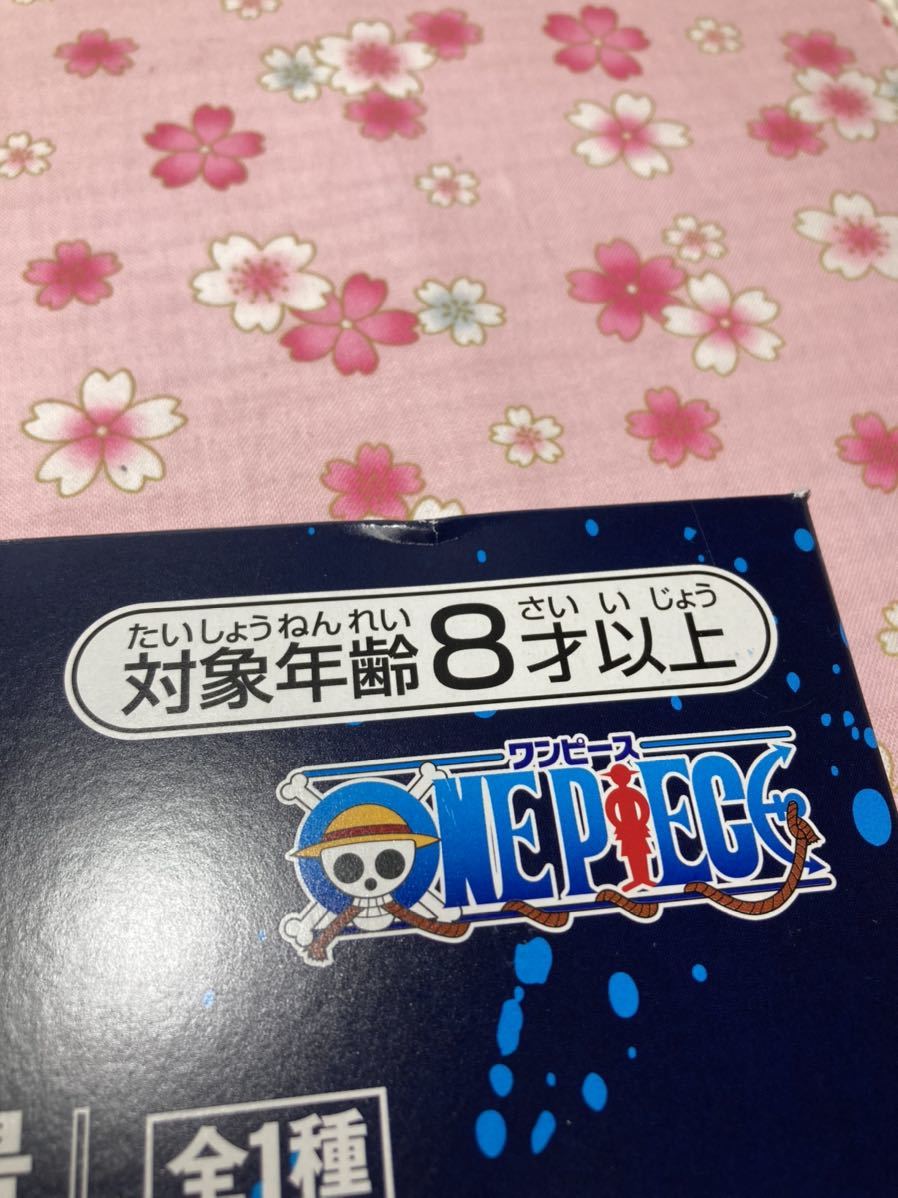 たいしょうねんれい さい い じょう
対象年齢8才以上
ワンピース
ONE PIECE
全1種